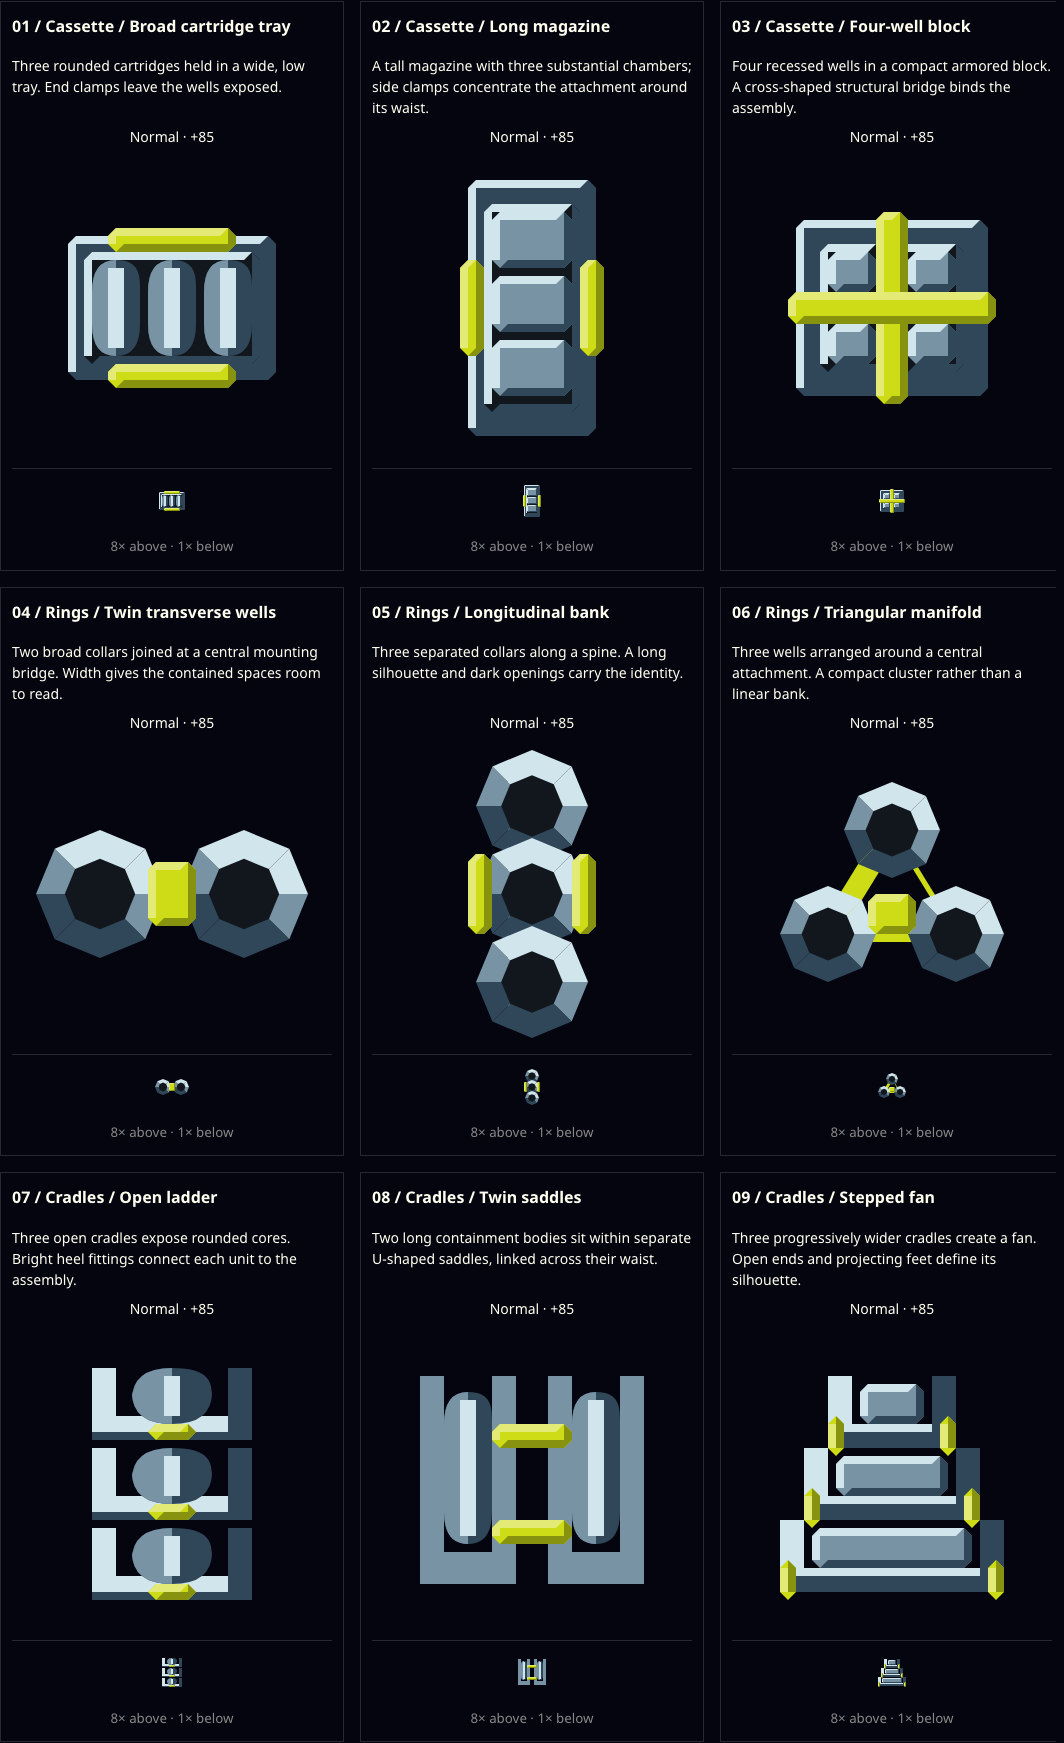 01 / Cassette / Broad cartridge tray
Three rounded cartridges held in a wide, low
tray. End clamps leave the wells exposed.
Normal · +85
8× above · 1× below
02 / Cassette / Long magazine
A tall magazine with three substantial chambers;
side clamps concentrate the attachment around
its waist.
Normal · +85
8× above · 1× below
03 / Cassette / Four-well block
Four recessed wells in a compact armored block.
A cross-shaped structural bridge binds the
assembly.
Normal · +85
8× above · 1× below
04 / Rings / Twin transverse wells
Two broad collars joined at a central mounting
bridge. Width gives the contained spaces room
to read.
Normal · +85
8× above · 1× below
05 / Rings / Longitudinal bank
Three separated collars along a spine. A long
silhouette and dark openings carry the identity.
Normal · +85
8× above · 1× below
06 / Rings / Triangular manifold
Three wells arranged around a central
attachment. A compact cluster rather than a
linear bank.
Normal · +85
8× above · 1× below
07 / Cradles / Open ladder
Three open cradles expose rounded cores.
Bright heel fittings connect each unit to the
assembly.
Normal · +85
8× above · 1× below
08 / Cradles / Twin saddles
Two long containment bodies sit within separate
U-shaped saddles, linked across their waist.
Normal · +85
8× above · 1× below
09 / Cradles / Stepped fan
Three progressively wider cradles create a fan.
Open ends and projecting feet define its
silhouette.
Normal · +85
8× above · 1× below